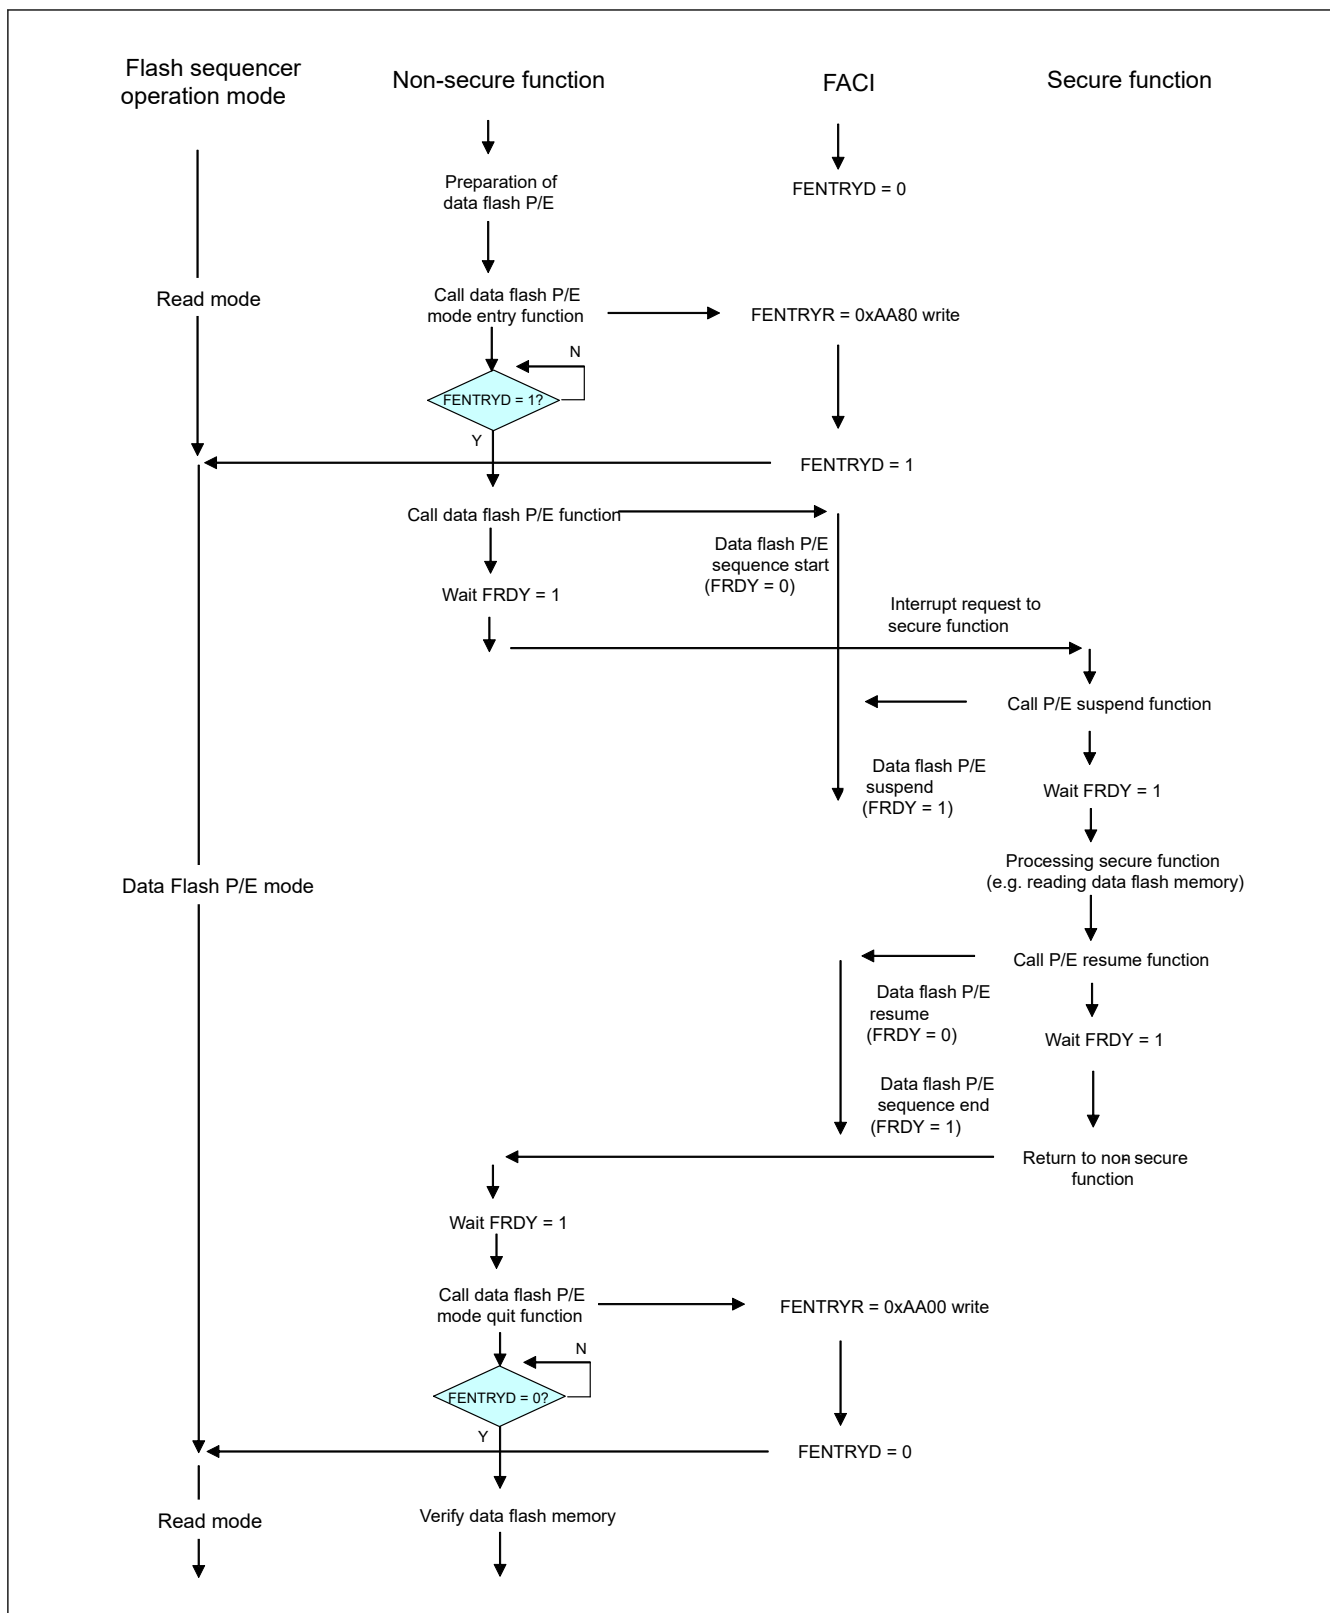 Flash sequencer
operation mode
Non-secure function
FACI
Secure function
Preparation of
data flash P/E
FENTRYD = 0
Read mode
Call data flash P/E
mode entry function
FENTRYR = 0xAA80 write
N
FENTRYD = 1?
Y
FENTRYD = 1
Call data flash P/E function
Data flash P/E
sequence start
(FRDY = 0)
Wait FRDY = 1
Interrupt request to
secure function
Call P/E suspend function
Data flash P/E
suspend
(FRDY = 1)
Wait FRDY = 1
Processing secure function
(e.g. reading data flash memory)
Data Flash P/E mode
Call P/E resume function
Data flash P/E
resume
(FRDY = 0)
Wait FRDY = 1
Data flash P/E
sequence end
(FRDY = 1)
Return to non-secure
function
Wait FRDY = 1
Call data flash P/E
mode quit function
FENTRYR = 0xAA00 write
N
FENTRYD = 0?
Y
FENTRYD = 0
Read mode
Verify data flash memory